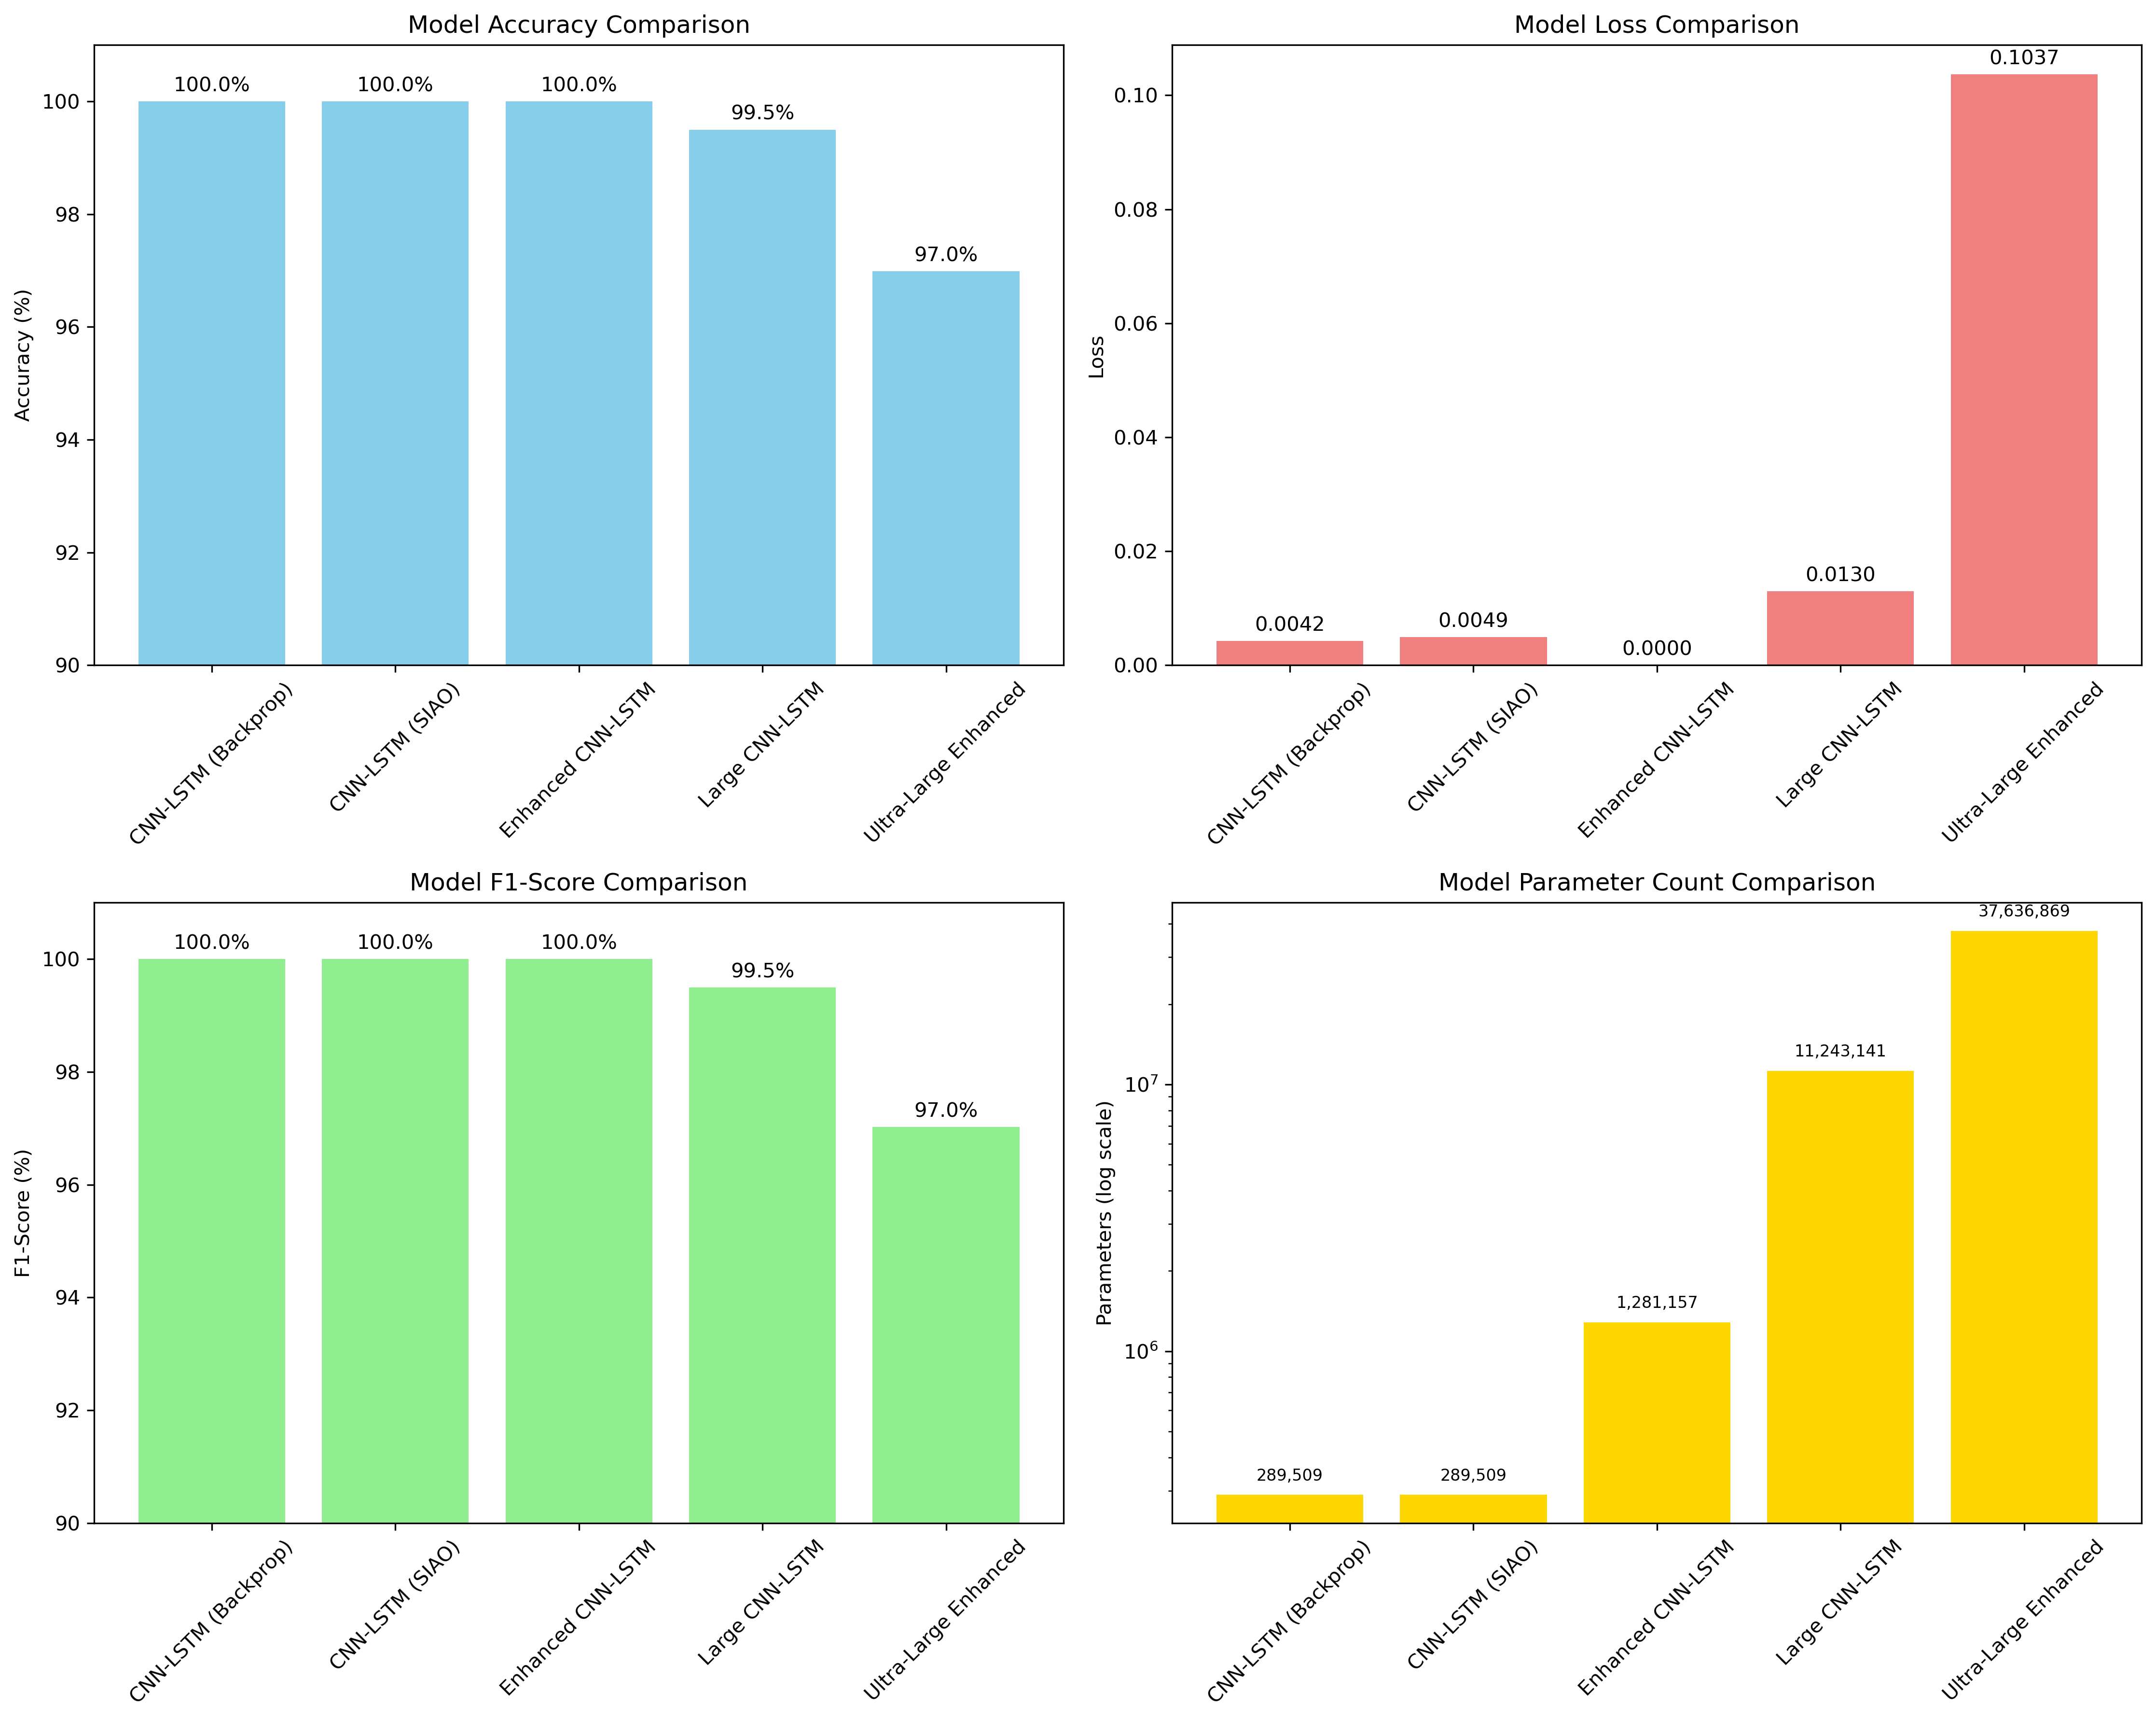 Model Accuracy Comparison
Accuracy (%)
100
98
96
94
92
90
100.0%
100.0%
100.0%
99.5%
97.0%
CNN-LSTM (Backprop)
CNN-LSTM (SIAO)
Enhanced CNN-LSTM
Large CNN-LSTM
Ultra-Large Enhanced
Model Loss Comparison
Loss
0.10
0.08
0.06
0.04
0.02
0.00
0.0042
0.0049
0.0000
0.0130
0.1037
CNN-LSTM (Backprop)
CNN-LSTM (SIAO)
Enhanced CNN-LSTM
Large CNN-LSTM
Ultra-Large Enhanced
Model F1-Score Comparison
F1-Score (%)
100
98
96
94
92
90
100.0%
100.0%
100.0%
99.5%
97.0%
CNN-LSTM (Backprop)
CNN-LSTM (SIAO)
Enhanced CNN-LSTM
Large CNN-LSTM
Ultra-Large Enhanced
Model Parameter Count Comparison
Parameters (log scale)
10⁷
10⁶
289,509
289,509
1,281,157
11,243,141
37,636,869
CNN-LSTM (Backprop)
CNN-LSTM (SIAO)
Enhanced CNN-LSTM
Large CNN-LSTM
Ultra-Large Enhanced